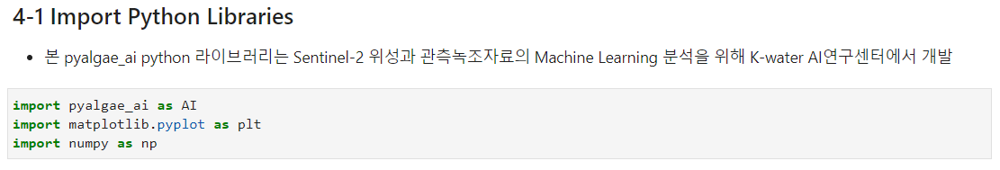 4-1 Import Python Libraries
• 본 pyalgae_ai python 라이브러리는 Sentinel-2 위성과 관측녹조자료의 Machine Learning 분석을 위해 K-water AI연구센터에서 개발
import pyalgae_ai as AI
import matplotlib.pyplot as plt
import numpy as np